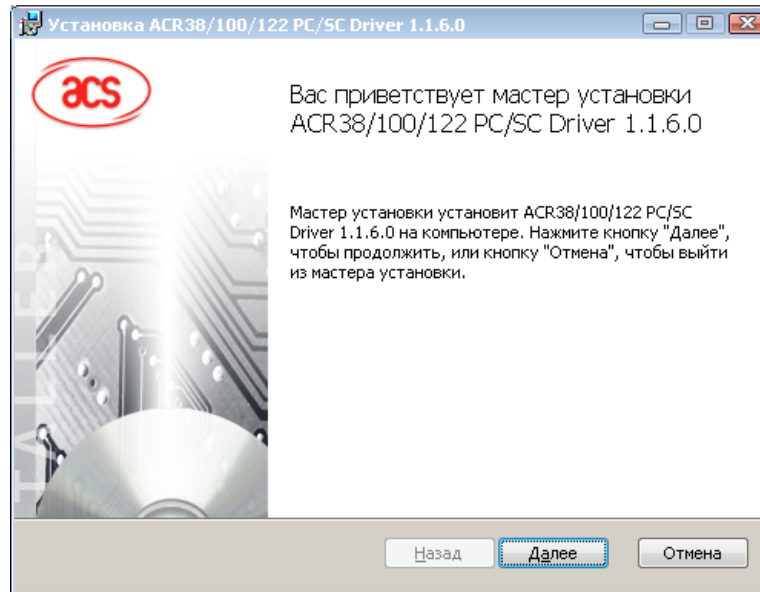 Установка ACR38/100/122 PC/SC Driver 1.1.6.0
acs
Вас приветствует мастер установки
ACR38/100/122 PC/SC Driver 1.1.6.0
Мастер установки установит ACR38/100/122 PC/SC
Driver 1.1.6.0 на компьютере. Нажмите кнопку "Далее",
чтобы продолжить, или кнопку "Отмена", чтобы выйти
из мастера установки.
TALLER
Назад
Далее
Отмена